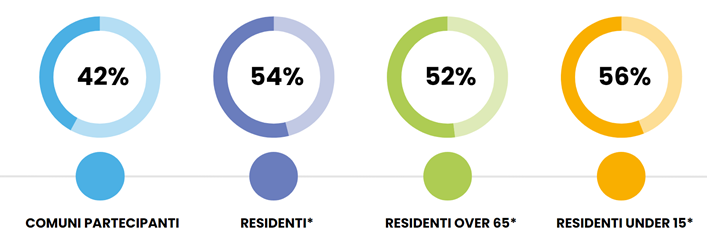 42%
54%
52%
56%
COMUNI PARTECIPANTI
RESIDENTI*
RESIDENTI OVER 65*
RESIDENTI UNDER 15*